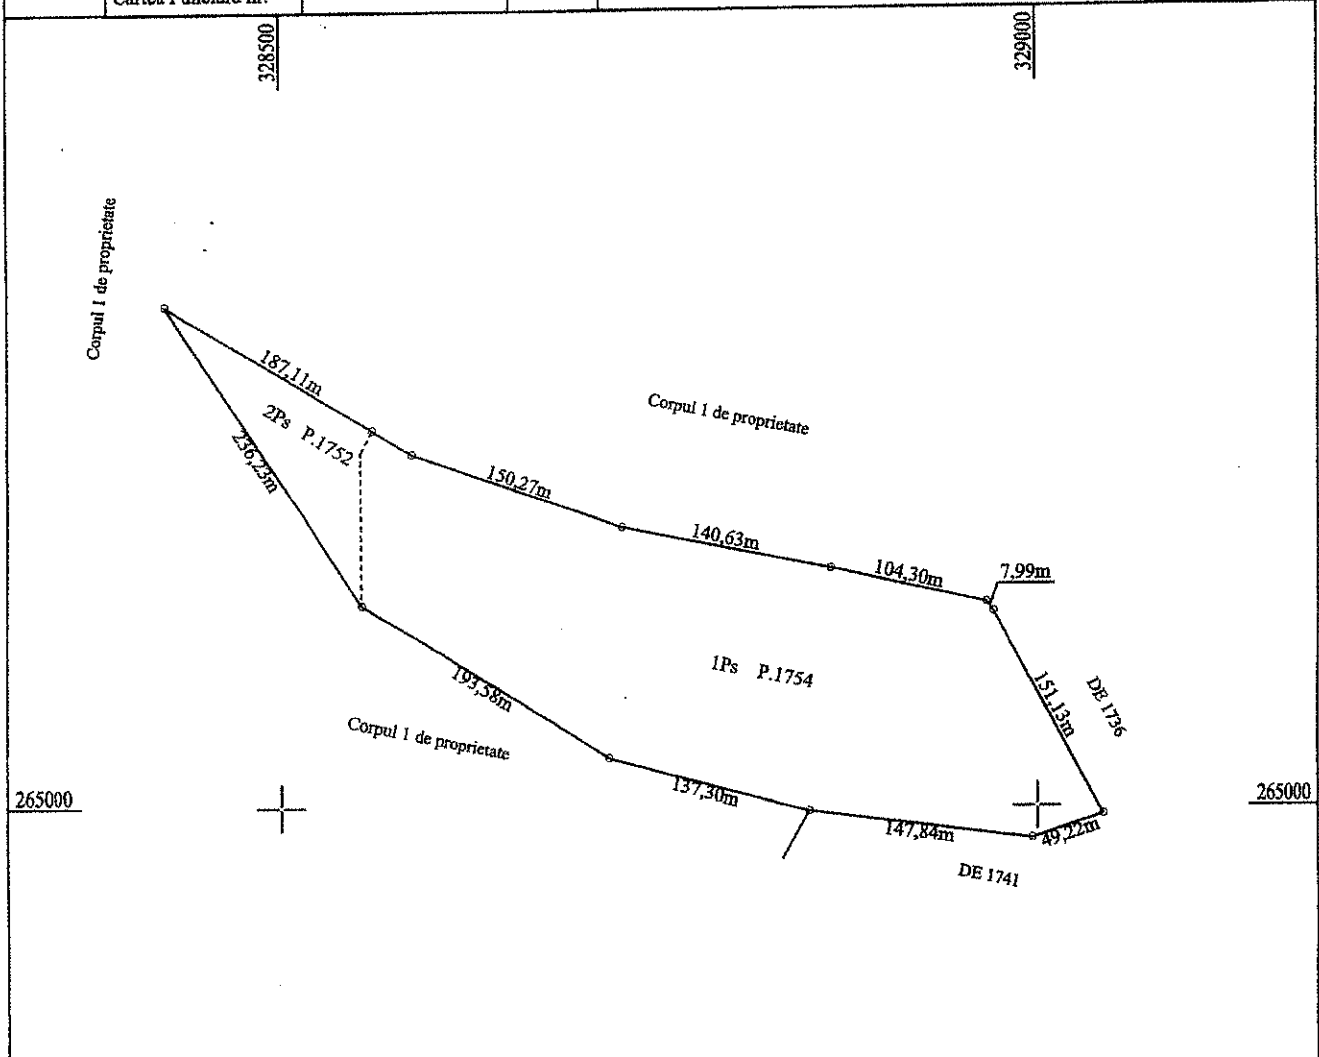 328500
329000
Corpul 1 de proprietate
187,11m
2Ps P.1752
236,23m
Corpul 1 de proprietate
150,27m
140,63m
104,30m
7,99m
1Ps P.1754
151,13m
DE 1736
193,58m
Corpul 1 de proprietate
137,30m
265000
265000
147,84m
49,22m
DE 1741